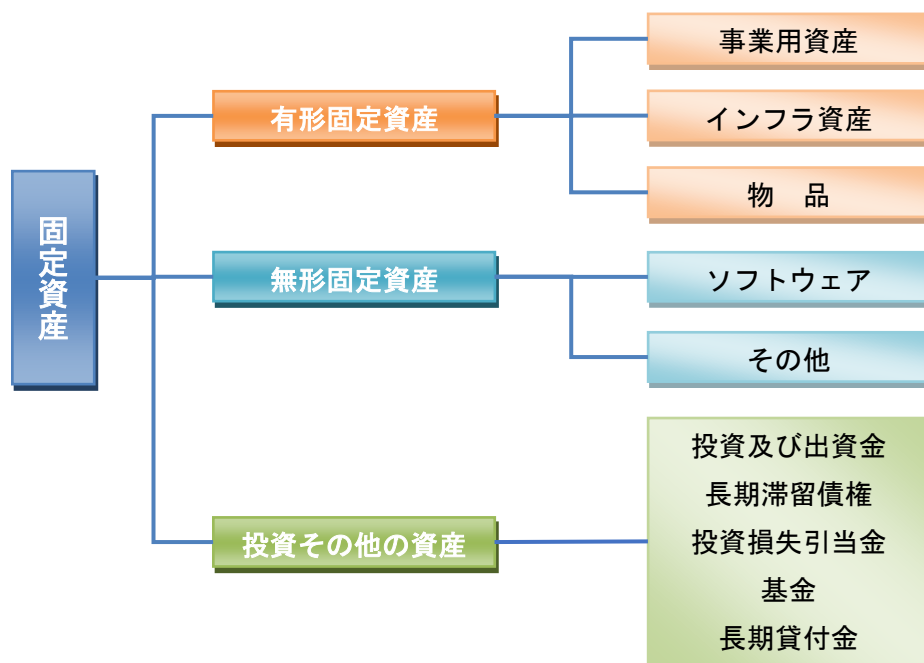 固定資産
有形固定資産
事業用資産
インフラ資産
物　品
無形固定資産
ソフトウェア
その他
投資その他の資産
投資及び出資金
長期滞留債権
投資損失引当金
基金
長期貸付金